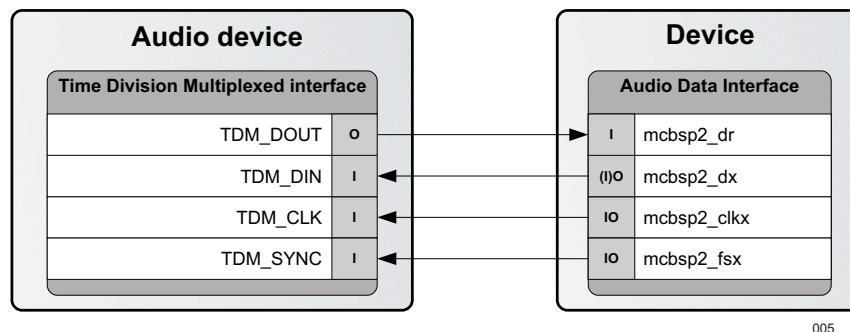 Audio device
Time Division Multiplexed interface
TDM_DOUT O
TDM_DIN I
TDM_CLK I
TDM_SYNC I
Device
Audio Data Interface
I mcbsp2_dr
(I)O mcbsp2_dx
IO mcbsp2_clkx
IO mcbsp2_fsx
005